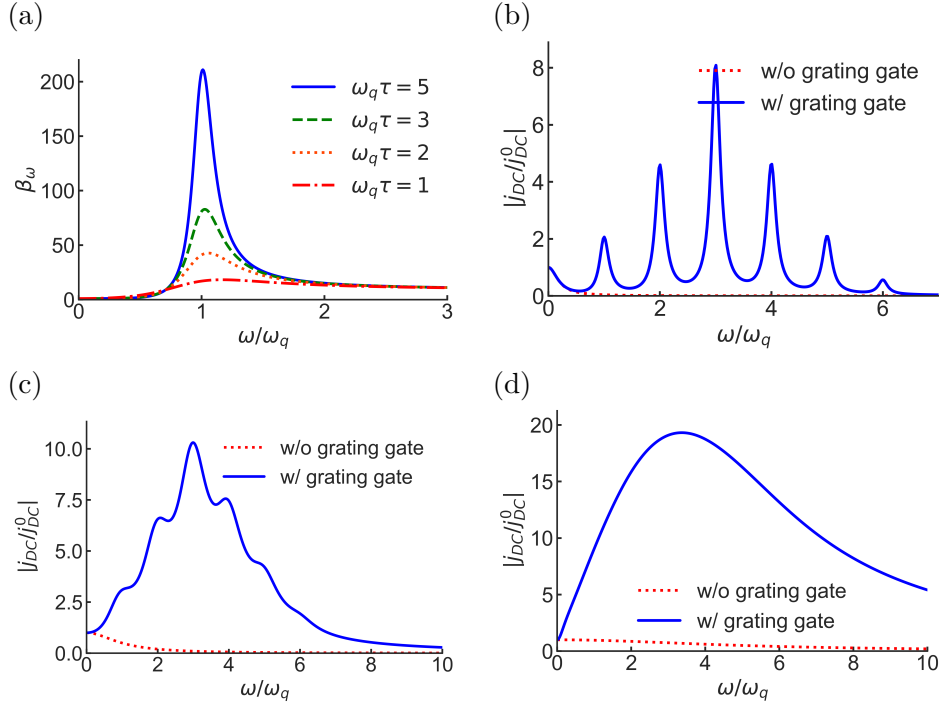 (a)
200
150
100
50
0
β_ω
ω_qτ = 5
ω_qτ = 3
ω_qτ = 2
ω_qτ = 1
0 1 2 3
ω/ω_q
(b)
8
6
4
2
0
|j_DC/j^0_DC|
w/o grating gate
w/ grating gate
0 2 4 6
ω/ω_q
(c)
10.0
7.5
5.0
2.5
0.0
|j_DC/j^0_DC|
w/o grating gate
w/ grating gate
0 2 4 6 8 10
ω/ω_q
(d)
20
15
10
5
0
|j_DC/j^0_DC|
w/o grating gate
w/ grating gate
0 2 4 6 8 10
ω/ω_q